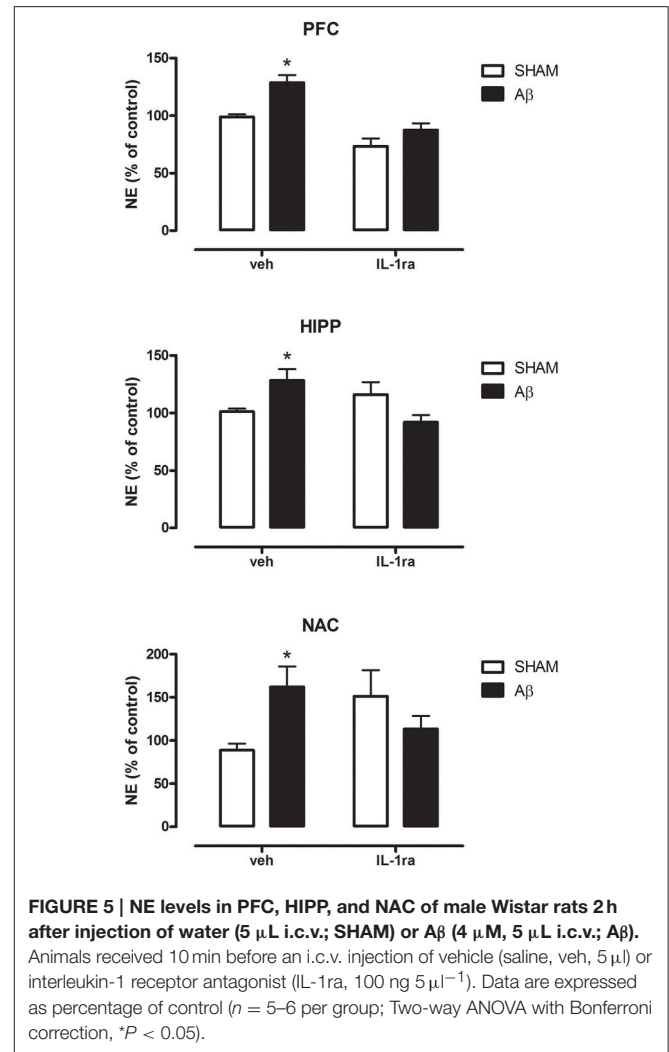 PFC
150
100
50
0
NE (% of control)
*
SHAM
Aβ
veh
IL-1ra
HIPP
150
100
50
0
NE (% of control)
*
SHAM
Aβ
veh
IL-1ra
NAC
200
150
100
50
0
NE (% of control)
*
SHAM
Aβ
veh
IL-1ra
FIGURE 5 | NE levels in PFC, HIPP, and NAC of male Wistar rats 2 h
after injection of water (5 μL i.c.v.; SHAM) or Aβ (4 μM, 5 μL i.c.v.; Aβ).
Animals received 10 min before an i.c.v. injection of vehicle (saline, veh, 5 μl) or
interleukin-1 receptor antagonist (IL-1ra, 100 ng 5 μl⁻¹). Data are expressed
as percentage of control (n = 5–6 per group; Two-way ANOVA with Bonferroni
correction, *P < 0.05).